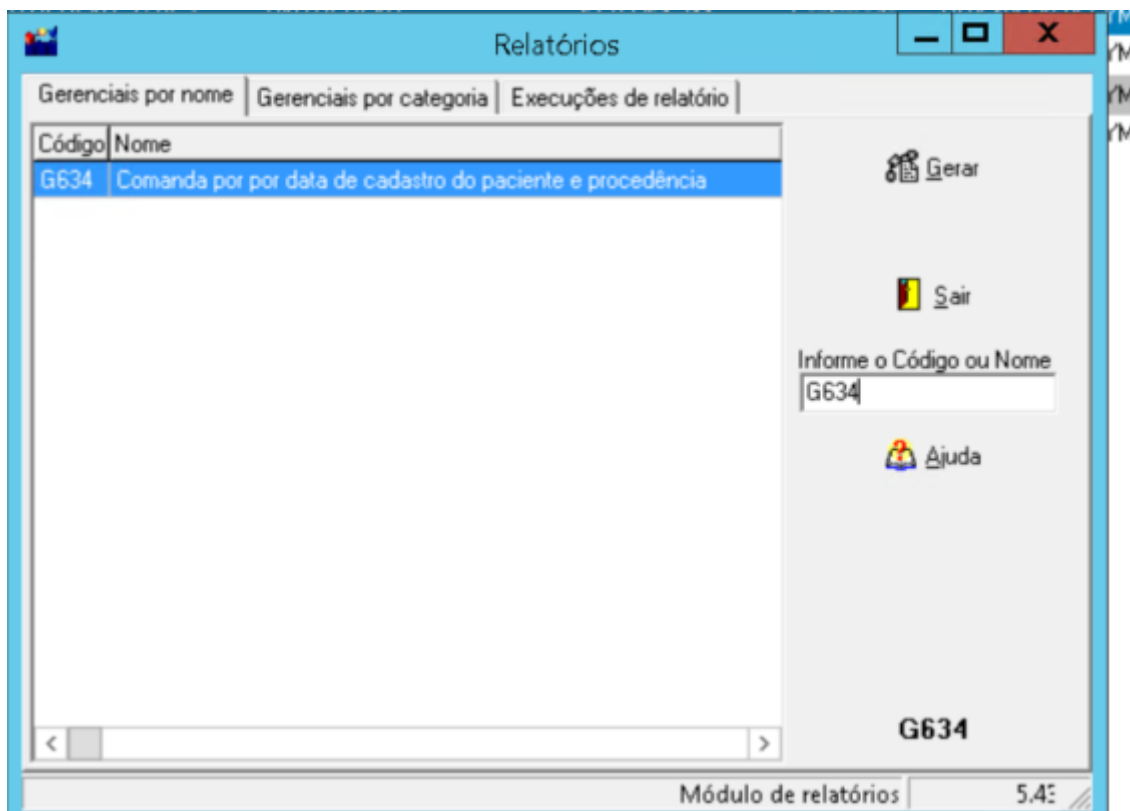 Relatórios
Gerenciais por nome
Gerenciais por categoria
Execuções de relatório
Código Nome
G634 Comanda por por data de cadastro do paciente e procedência
Gerar
Sair
Informe o Código ou Nome
G634
Ajuda
G634
Módulo de relatórios